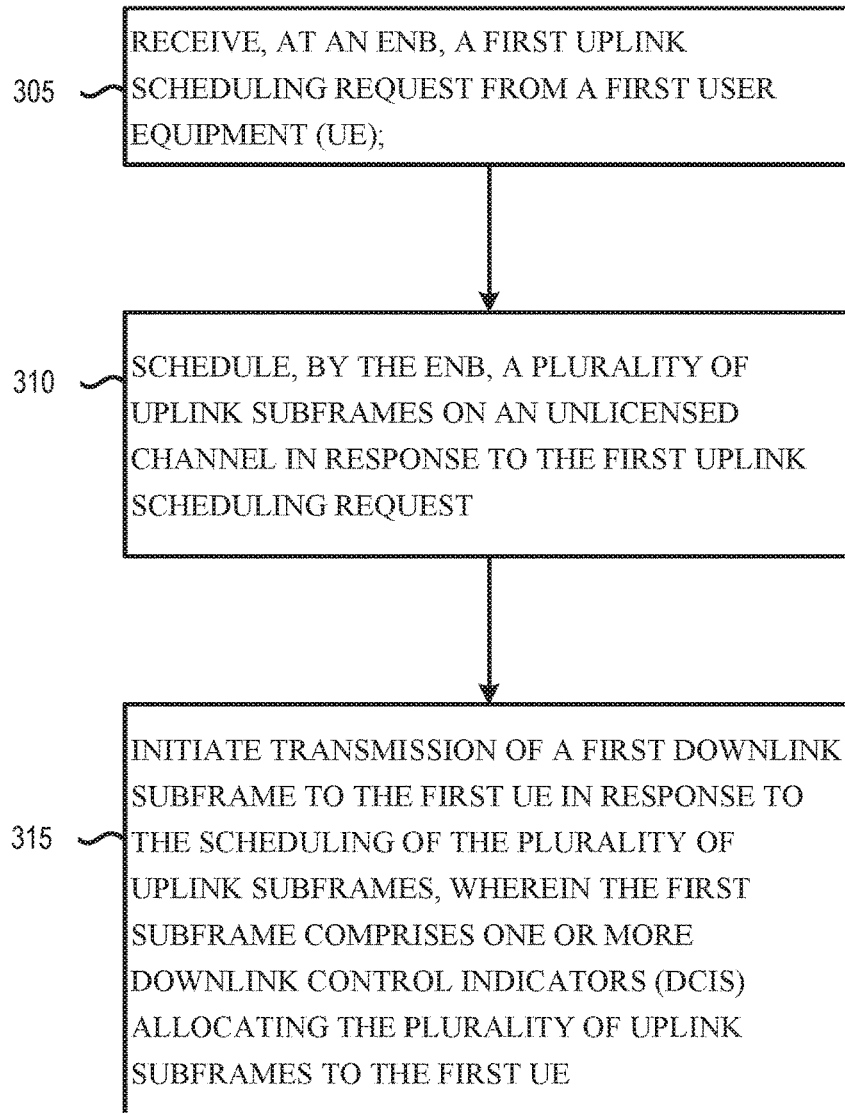 RECEIVE, AT AN ENB, A FIRST UPLINK
SCHEDULING REQUEST FROM A FIRST USER
EQUIPMENT (UE);
305
SCHEDULE, BY THE ENB, A PLURALITY OF
UPLINK SUBFRAMES ON AN UNLICENSED
CHANNEL IN RESPONSE TO THE FIRST UPLINK
SCHEDULING REQUEST
310
INITIATE TRANSMISSION OF A FIRST DOWNLINK
SUBFRAME TO THE FIRST UE IN RESPONSE TO
THE SCHEDULING OF THE PLURALITY OF
UPLINK SUBFRAMES, WHEREIN THE FIRST
SUBFRAME COMPRISES ONE OR MORE
DOWNLINK CONTROL INDICATORS (DCIS)
ALLOCATING THE PLURALITY OF UPLINK
SUBFRAMES TO THE FIRST UE
315